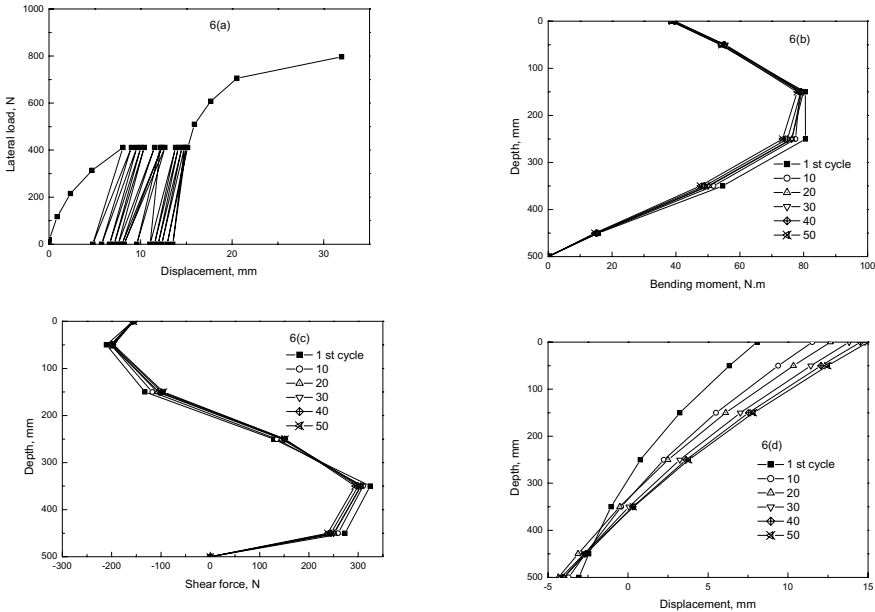 6(a)
1000
800
600
400
200
0
Lateral load, N
0 10 20 30
Displacement, mm
6(b)
0
100
200
300
400
500
Depth, mm
1 st cycle
10
20
30
40
50
0 20 40 60 80 100
Bending moment, N.m
6(c)
0
100
200
300
400
500
Depth, mm
1 st cycle
10
20
30
40
50
-300 -200 -100 0 100 200 300
Shear force, N
0
100
200
300
400
500
Depth, mm
6(d)
1 st cycle
10
20
30
40
50
-5 0 5 10 15
Displacement, mm